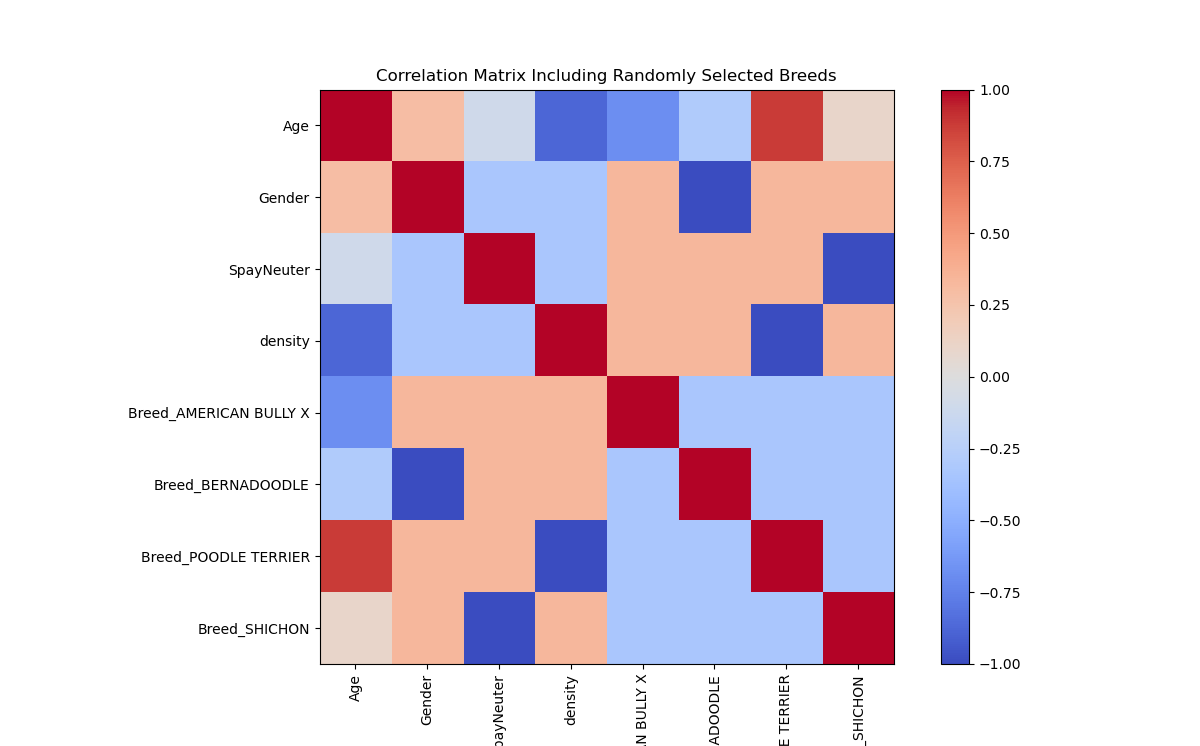 Correlation Matrix Including Randomly Selected Breeds
Age
Gender
SpayNeuter
density
Breed_AMERICAN BULLY X
Breed_BERNADOODLE
Breed_POODLE TERRIER
Breed_SHICHON
Age
Gender
payNeuter
density
N BULLY X
ADOODLE
E TERRIER
_SHICHON
1.00
0.75
0.50
0.25
0.00
−0.25
−0.50
−0.75
−1.00